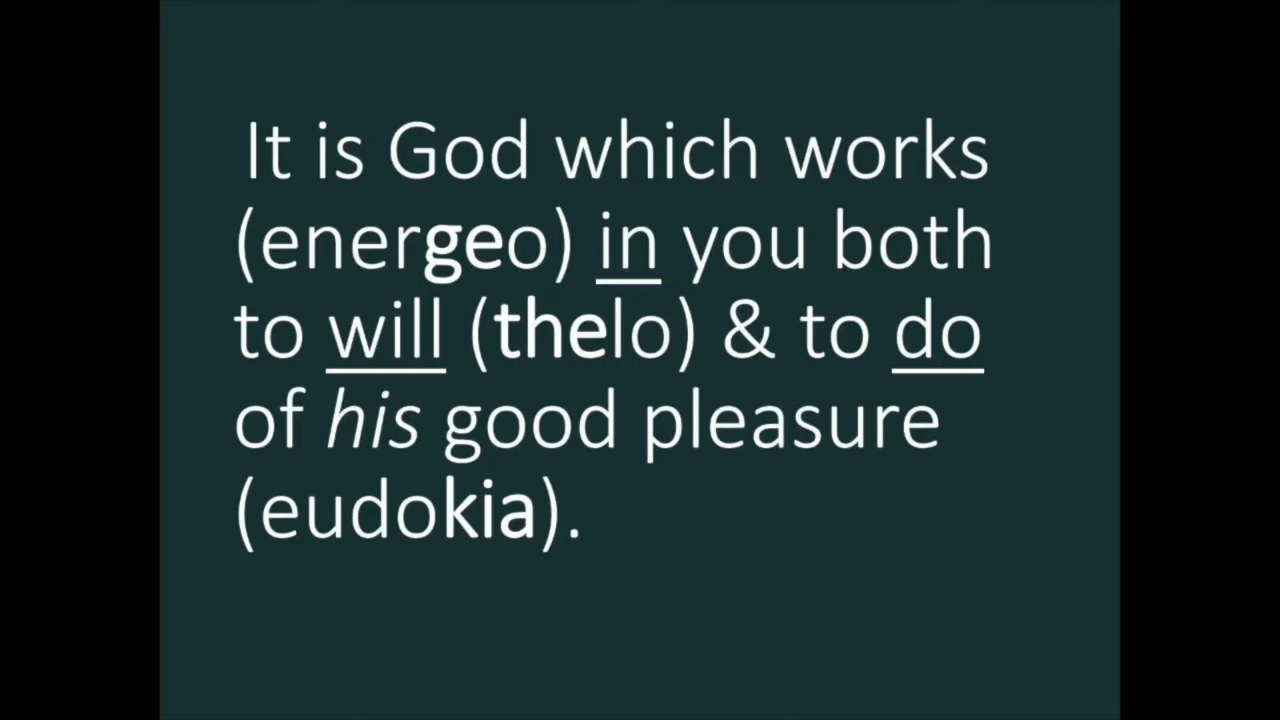 It is God which works
(energeo) in you both
to will (thelo) & to do
of his good pleasure
(eudokia).